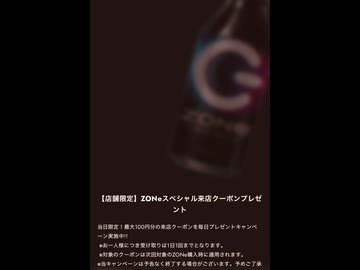 ZONe
【店舗限定】ZONeスペシャル来店クーポンプレゼ
ント
当日限定！最大100円分の来店クーポンを毎日プレゼントキャンペ
ーン実施中!!
※お一人様につき受け取りは1日1回までとなります。
※対象のクーポンは次回対象のZONe購入時に適用されます。
※当キャンペーンは予告なく終了する場合がございます。予めご了承